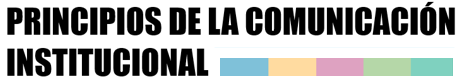 PRINCIPIOS DE LA COMUNICACIÓN
INSTITUCIONAL